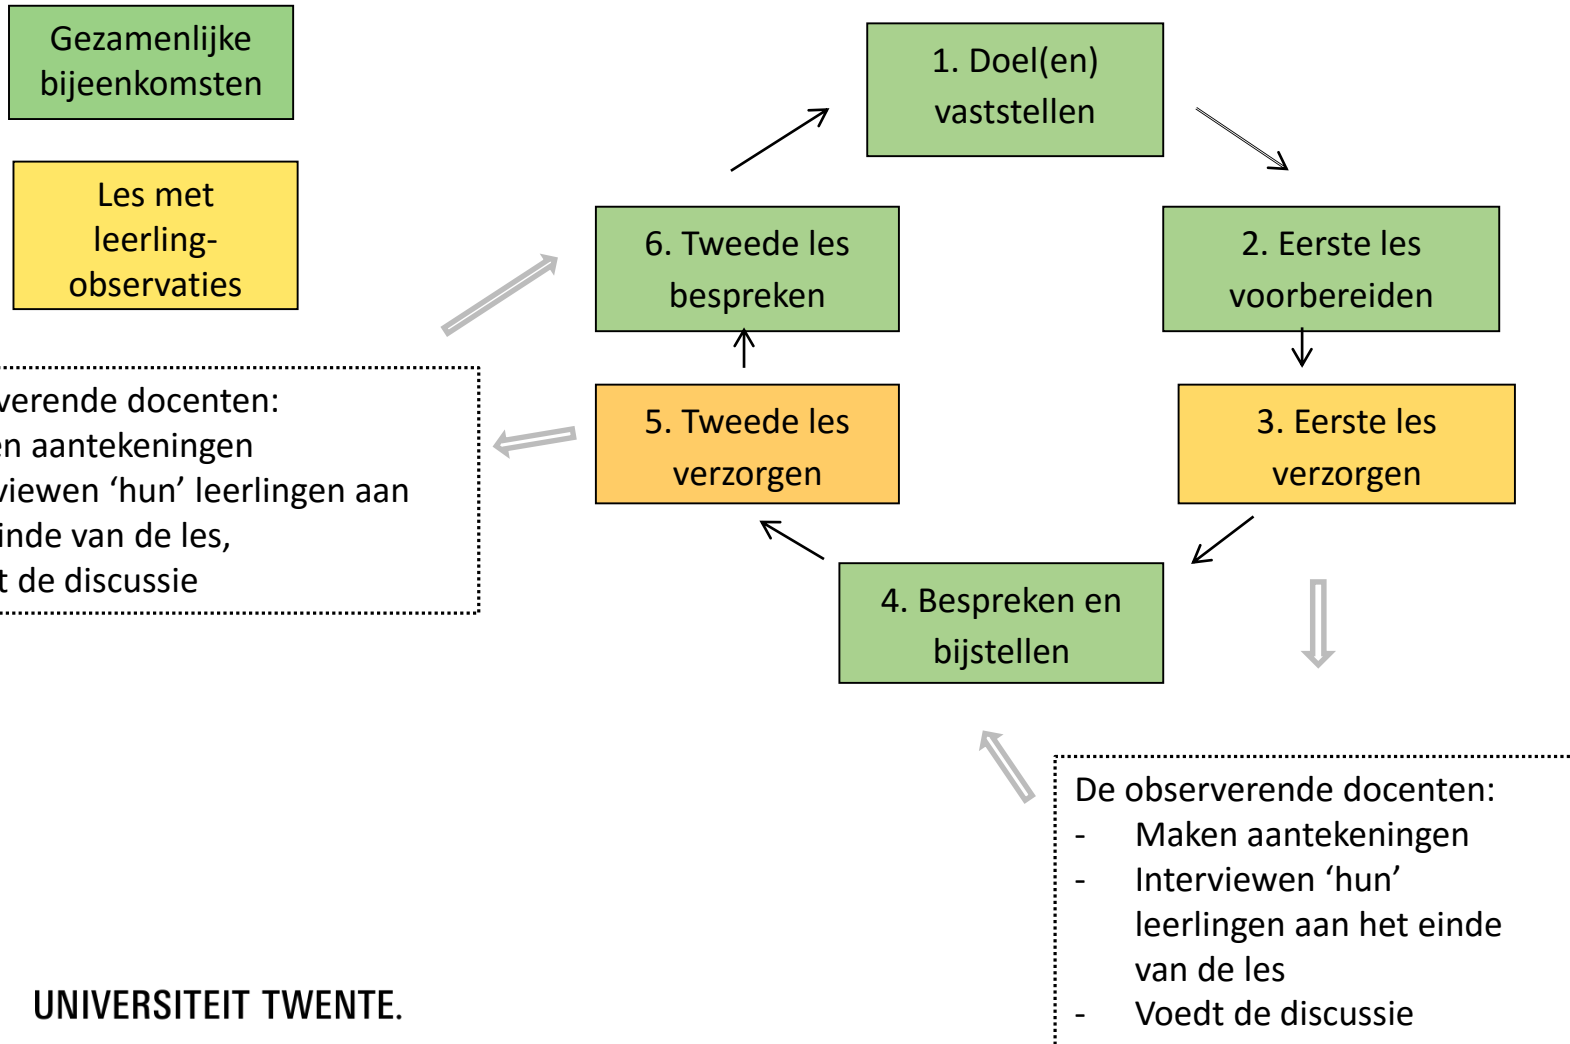 Gezamenlijke
bijeenkomsten
Les met
leerling-
observaties
1. Doel(en)
vaststellen
6. Tweede les
bespreken
2. Eerste les
voorbereiden
verende docenten:
en aantekeningen
viewen ‘hun’ leerlingen aan
inde van de les,
t de discussie
5. Tweede les
verzorgen
3. Eerste les
verzorgen
4. Bespreken en
bijstellen
De observerende docenten:
- Maken aantekeningen
- Interviewen ‘hun’
leerlingen aan het einde
van de les
- Voedt de discussie
UNIVERSITEIT TWENTE.